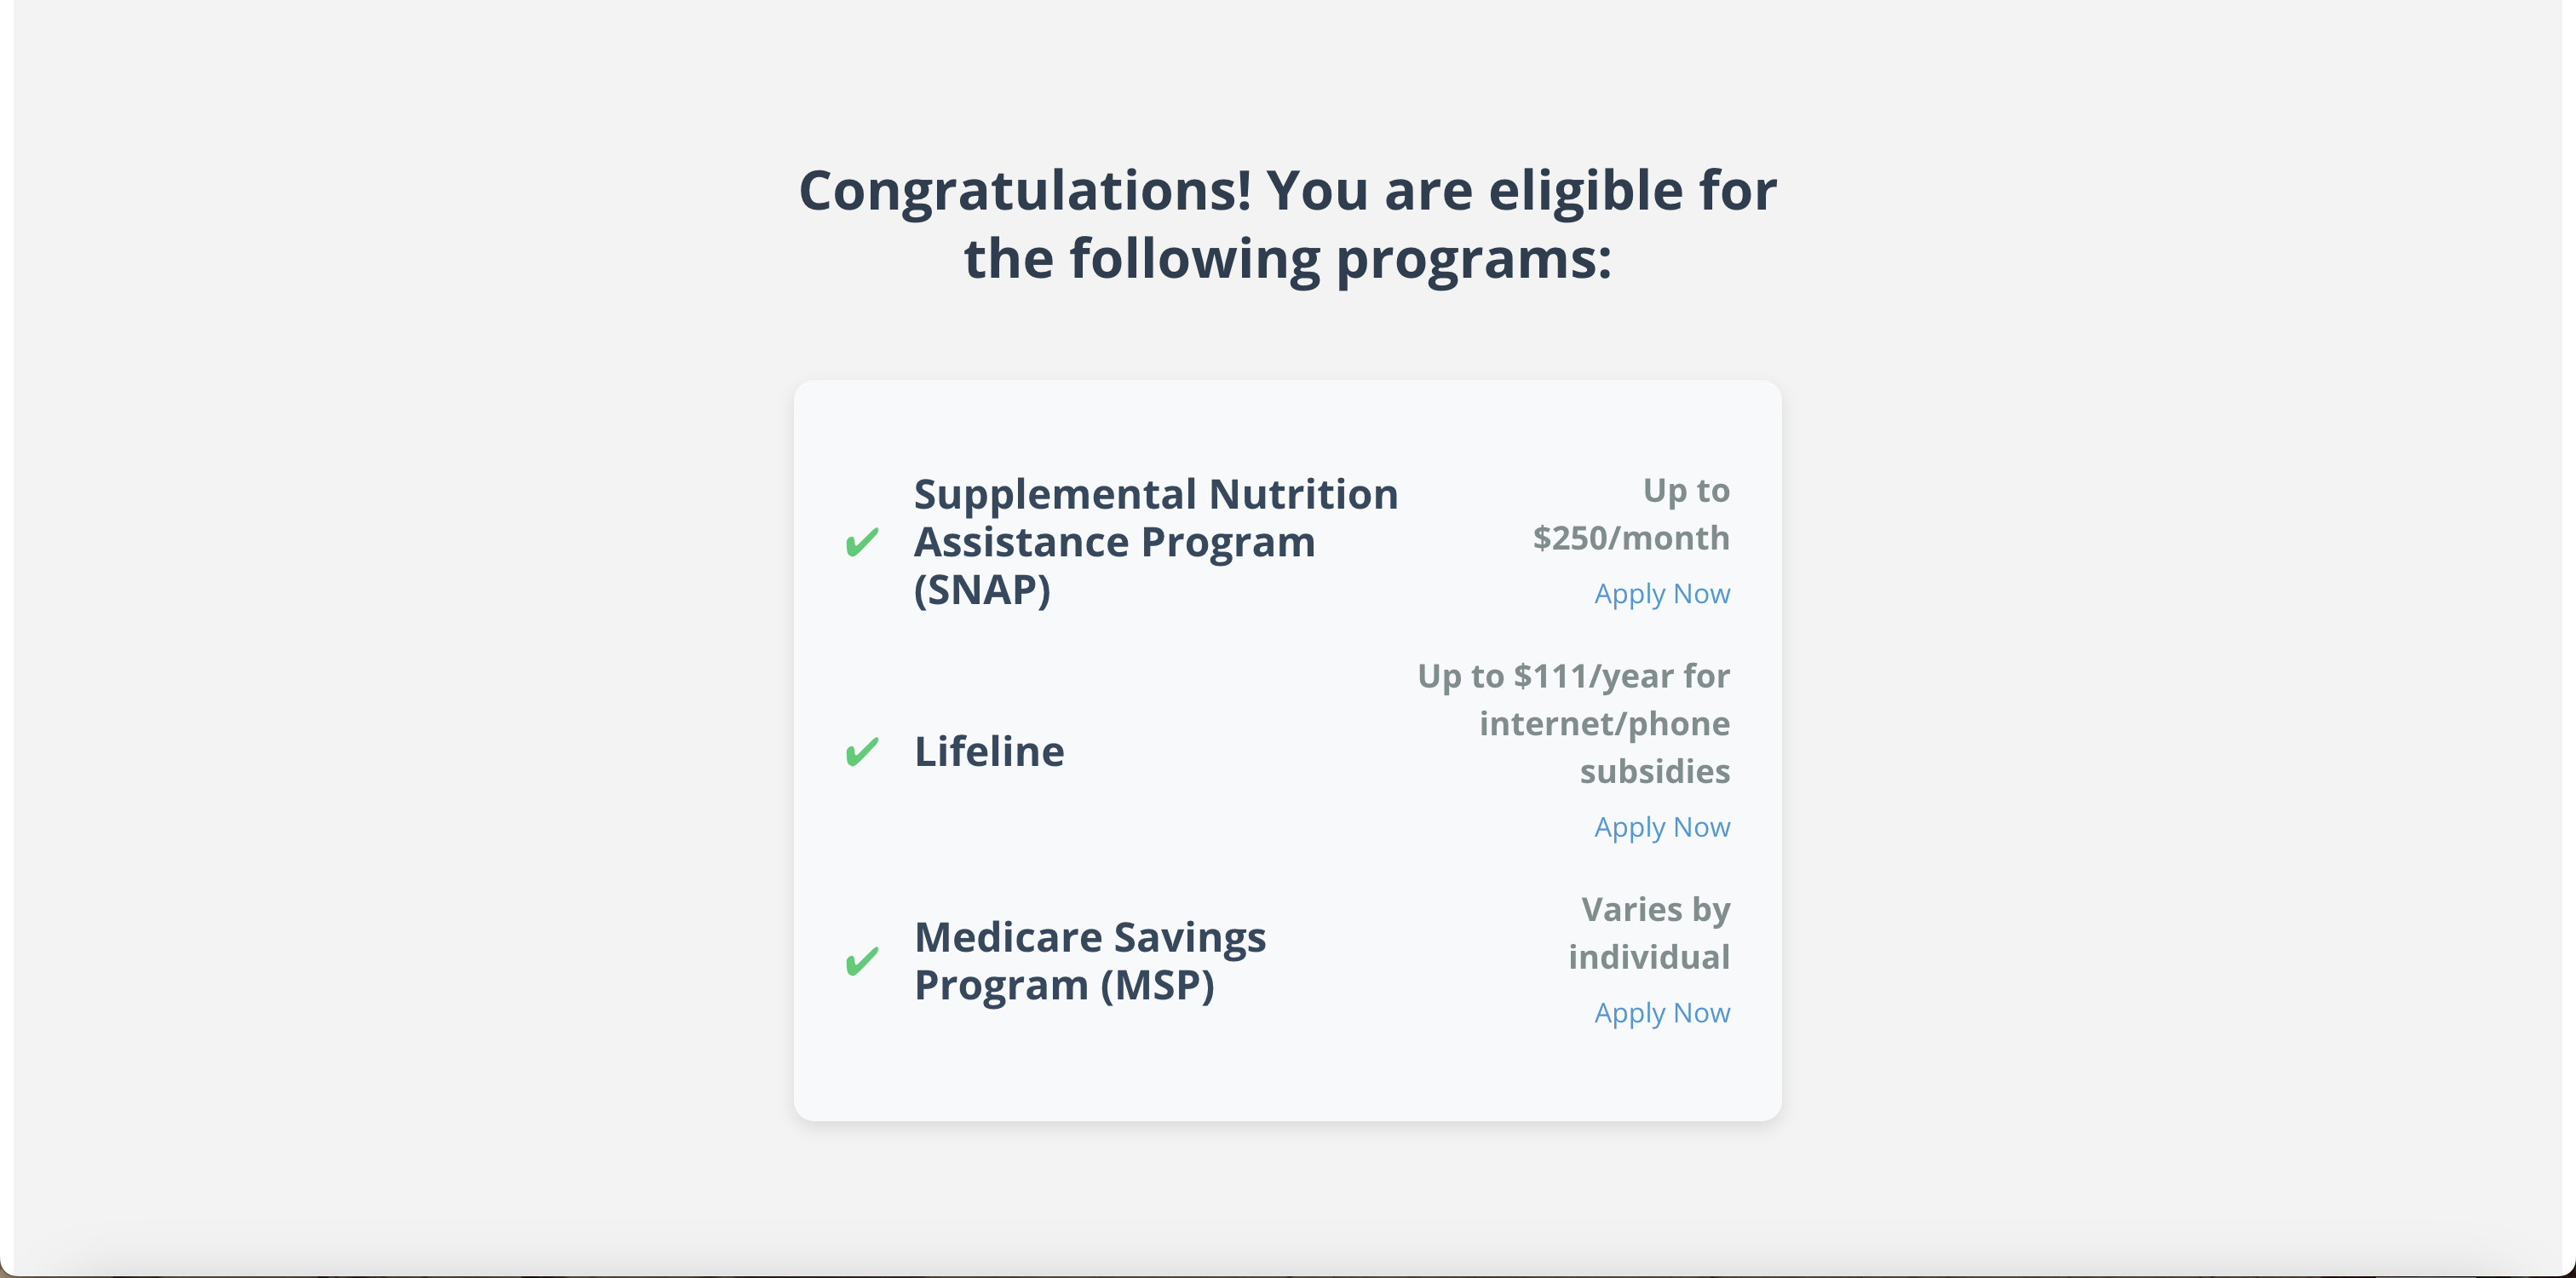 Congratulations! You are eligible for
the following programs:
✔
Supplemental Nutrition
Assistance Program
(SNAP)
Up to
$250/month
Apply Now
✔
Lifeline
Up to $111/year for
internet/phone
subsidies
Apply Now
✔
Medicare Savings
Program (MSP)
Varies by
individual
Apply Now